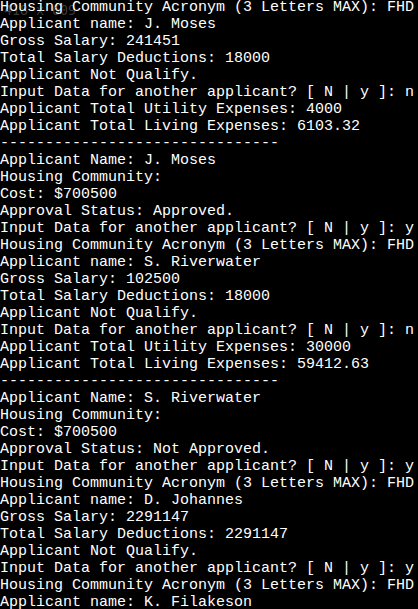 Housing Community Acronym (3 Letters MAX): FHD
Applicant name: J. Moses
Gross Salary: 241451
Total Salary Deductions: 18000
Applicant Not Qualify.
Input Data for another applicant? [ N | y ]: n
Applicant Total Utility Expenses: 4000
Applicant Total Living Expenses: 6103.32
-------------------------------
Applicant Name: J. Moses
Housing Community:
Cost: $700500
Approval Status: Approved.
Input Data for another applicant? [ N | y ]: y
Housing Community Acronym (3 Letters MAX): FHD
Applicant name: S. Riverwater
Gross Salary: 102500
Total Salary Deductions: 18000
Applicant Not Qualify.
Input Data for another applicant? [ N | y ]: n
Applicant Total Utility Expenses: 30000
Applicant Total Living Expenses: 59412.63
-------------------------------
Applicant Name: S. Riverwater
Housing Community:
Cost: $700500
Approval Status: Not Approved.
Input Data for another applicant? [ N | y ]: y
Housing Community Acronym (3 Letters MAX): FHD
Applicant name: D. Johannes
Gross Salary: 2291147
Total Salary Deductions: 2291147
Applicant Not Qualify.
Input Data for another applicant? [ N | y ]: y
Housing Community Acronym (3 Letters MAX): FHD
Applicant name: K. Filakeson